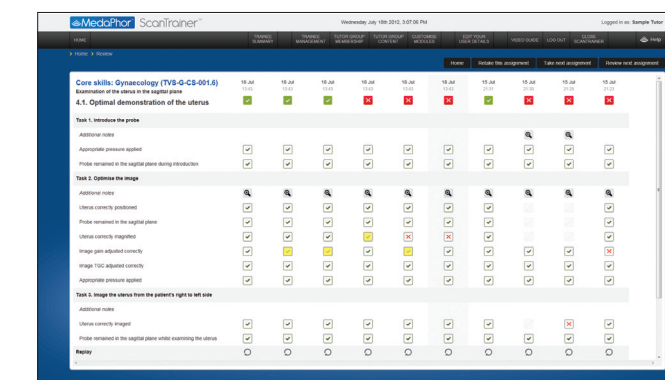 MedaPhor ScanTrainer™
Wednesday, July 18th 2012, 3:07:06 PM
Logged in as: Sample Tutor
HOME
TRAINEE SUMMARY
TRAINEE MANAGEMENT
TUTOR GROUP MEMBERSHIP
TUTOR GROUP CONTENT
CUSTOMISE MODULES
EDIT YOUR USER DETAILS
VIDEO GUIDE
LOG OUT
CLOSE SCANTRAINER
Help
> Home > Review
Home
Retake this assignment
Take next assignment
Review next assignment
Core skills: Gynaecology (TVS-G-CS-001.6)
Examination of the uterus in the sagittal plane
4.1. Optimal demonstration of the uterus
Task 1. Introduce the probe
Additional notes
Appropriate pressure applied
Probe remained in the sagittal plane during introduction
Task 2. Optimise the image
Additional notes
Uterus correctly positioned
Probe remained in the sagittal plane
Uterus correctly magnified
Image gain adjusted correctly
Image TGC adjusted correctly
Appropriate pressure applied
Task 3. Image the uterus from the patient's right to left side
Additional notes
Uterus correctly imaged
Probe remained in the sagittal plane whilst examining the uterus
Replay